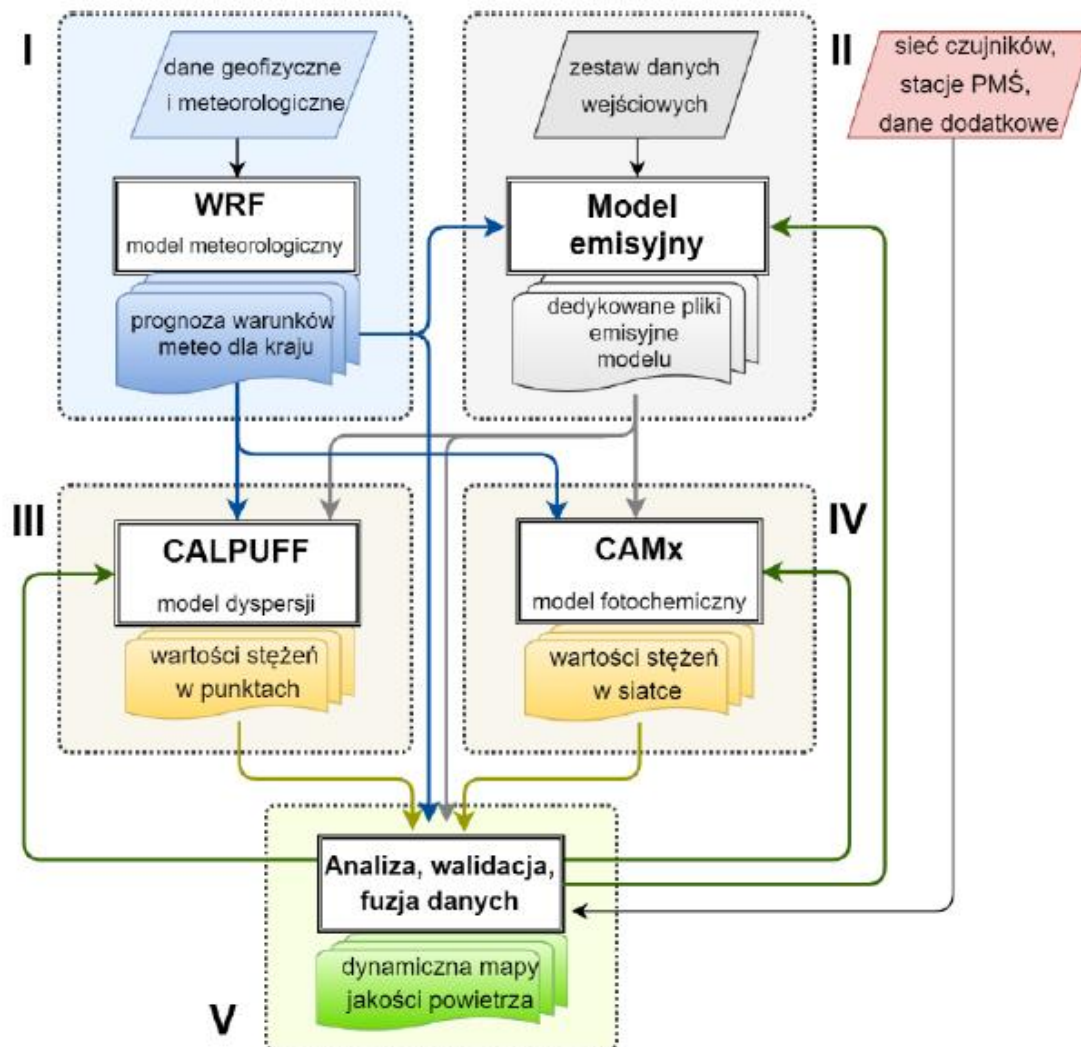 I
dane geofizyczne
i meteorologiczne
WRF
model meteorologiczny
prognoza warunków
meteo dla kraju
zestaw danych
wejściowych
Model
emisyjny
dedykowane pliki
emisyjne
modelu
II
sieć czujników,
stacje PMŚ,
dane dodatkowe
III
CALPUFF
model dyspersji
wartości stężeń
w punktach
CAMx
model fotochemiczny
wartości stężeń
w siatce
IV
Analiza, walidacja,
fuzja danych
dynamiczna mapy
jakości powietrza
V